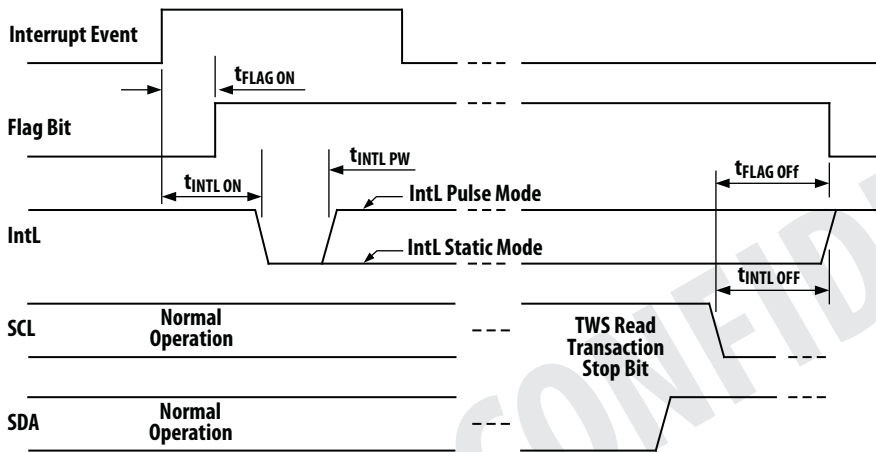 Interrupt Event
tFLAG ON
Flag Bit
tINTL PW
tINTL ON
tFLAG OFf
IntL Pulse Mode
IntL
IntL Static Mode
tINTL OFF
SCL
Normal
Operation
TWS Read
Transaction
Stop Bit
SDA
Normal
Operation